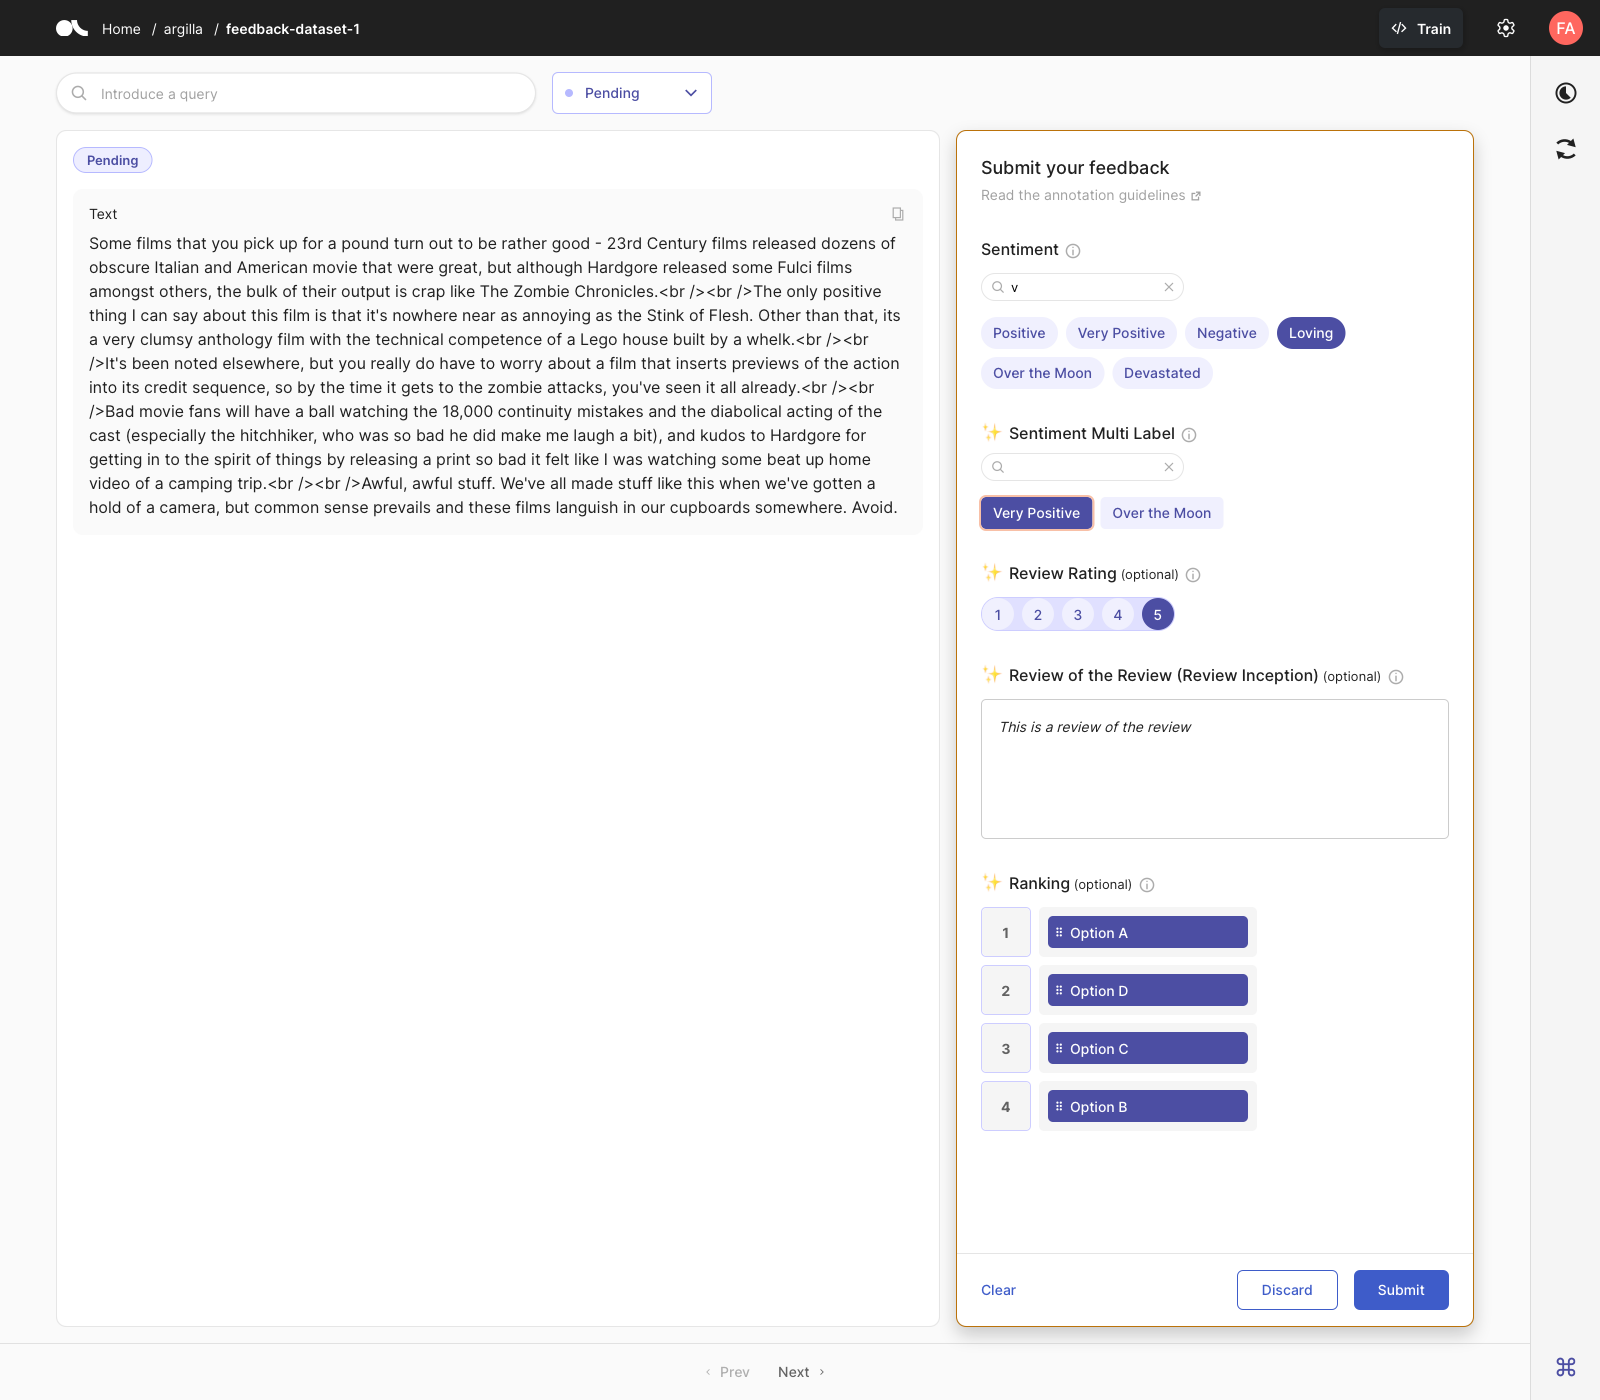 Home / argilla / feedback-dataset-1
Train
FA
Introduce a query
Pending
Pending
Text
Some films that you pick up for a pound turn out to be rather good - 23rd Century films released dozens of
obscure Italian and American movie that were great, but although Hardgore released some Fulci films
amongst others, the bulk of their output is crap like The Zombie Chronicles.<br /><br />The only positive
thing I can say about this film is that it's nowhere near as annoying as the Stink of Flesh. Other than that, its
a very clumsy anthology film with the technical competence of a Lego house built by a whelk.<br /><br
/>It's been noted elsewhere, but you really do have to worry about a film that inserts previews of the action
into its credit sequence, so by the time it gets to the zombie attacks, you've seen it all already.<br /><br
/>Bad movie fans will have a ball watching the 18,000 continuity mistakes and the diabolical acting of the
cast (especially the hitchhiker, who was so bad he did make me laugh a bit), and kudos to Hardgore for
getting in to the spirit of things by releasing a print so bad it felt like I was watching some beat up home
video of a camping trip.<br /><br />Awful, awful stuff. We've all made stuff like this when we've gotten a
hold of a camera, but common sense prevails and these films languish in our cupboards somewhere. Avoid.
Submit your feedback
Read the annotation guidelines
Sentiment
v
Positive Very Positive Negative Loving
Over the Moon Devastated
Sentiment Multi Label
Very Positive Over the Moon
Review Rating (optional)
1 2 3 4 5
Review of the Review (Review Inception) (optional)
This is a review of the review
Ranking (optional)
1 Option A
2 Option D
3 Option C
4 Option B
Clear Discard Submit
Prev Next